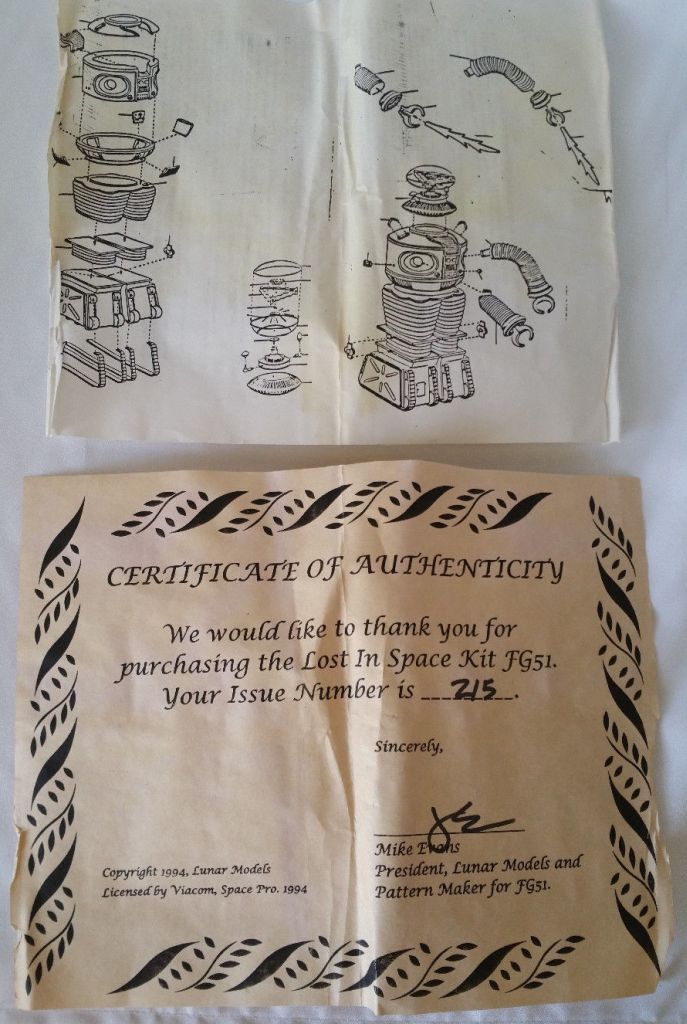 CERTIFICATE OF AUTHENTICITY
We would like to thank you for
purchasing the Lost In Space Kit FG51.
Your Issue Number is ___215___.
Sincerely,
Mike Evans
President, Lunar Models and
Pattern Maker for FG51.
Copyright 1994, Lunar Models
Licensed by Viacom, Space Pro. 1994